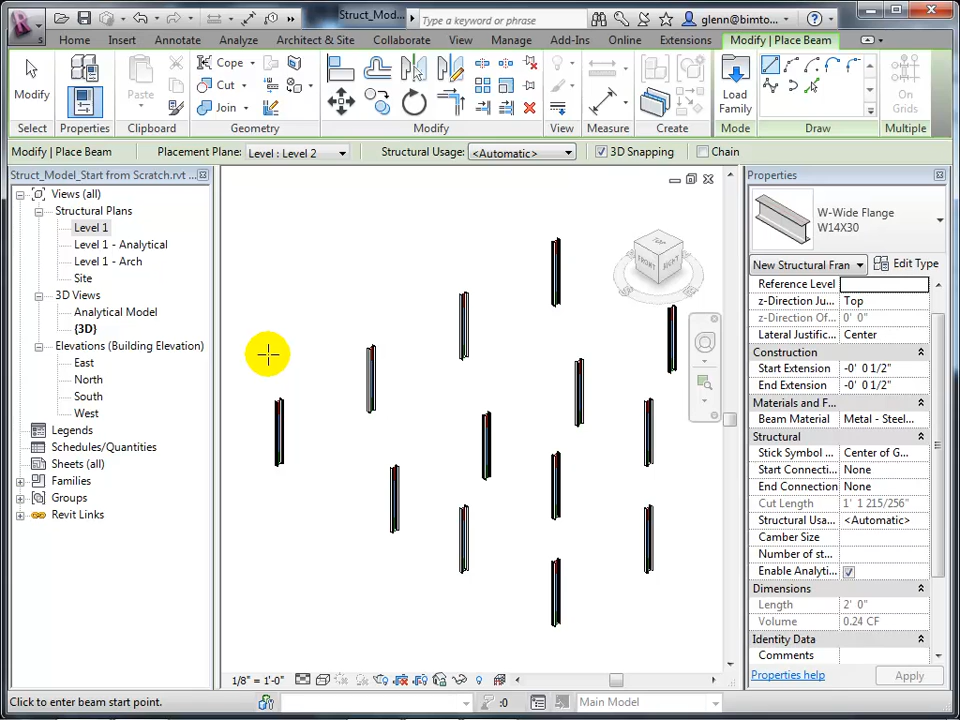 Struct_Mod...
Type a keyword or phrase
glenn@bimto...
Home
Insert
Annotate
Analyze
Architect & Site
Collaborate
View
Manage
Add-Ins
Online
Extensions
Modify | Place Beam
Modify
Paste
Cope
Cut
Join
Load
Family
On
Grids
Select
Properties
Clipboard
Geometry
Modify
View
Measure
Create
Mode
Draw
Multiple
Modify | Place Beam
Placement Plane:
Level : Level 2
Structural Usage:
<Automatic>
3D Snapping
Chain
Struct_Model_Start from Scratch.rvt ...
Views (all)
Structural Plans
Level 1
Level 1 - Analytical
Level 1 - Arch
Site
3D Views
Analytical Model
{3D}
Elevations (Building Elevation)
East
North
South
West
Legends
Schedules/Quantities
Sheets (all)
Families
Groups
Revit Links
TOP
FRONT
RIGHT
Properties
W-Wide Flange
W14X30
New Structural Fran
Edit Type
Reference Level
z-Direction Ju... Top
z-Direction Of... 0' 0"
Lateral Justific... Center
Construction
Start Extension -0' 0 1/2"
End Extension -0' 0 1/2"
Materials and F...
Beam Material Metal - Steel...
Structural
Stick Symbol ... Center of G...
Start Connecti... None
End Connection None
Cut Length 1' 1 215/256"
Structural Usa... <Automatic>
Camber Size
Number of st...
Enable Analyti...
Dimensions
Length 2' 0"
Volume 0.24 CF
Identity Data
Comments
Properties help
Apply
1/8" = 1'-0"
Click to enter beam start point.
:0
Main Model